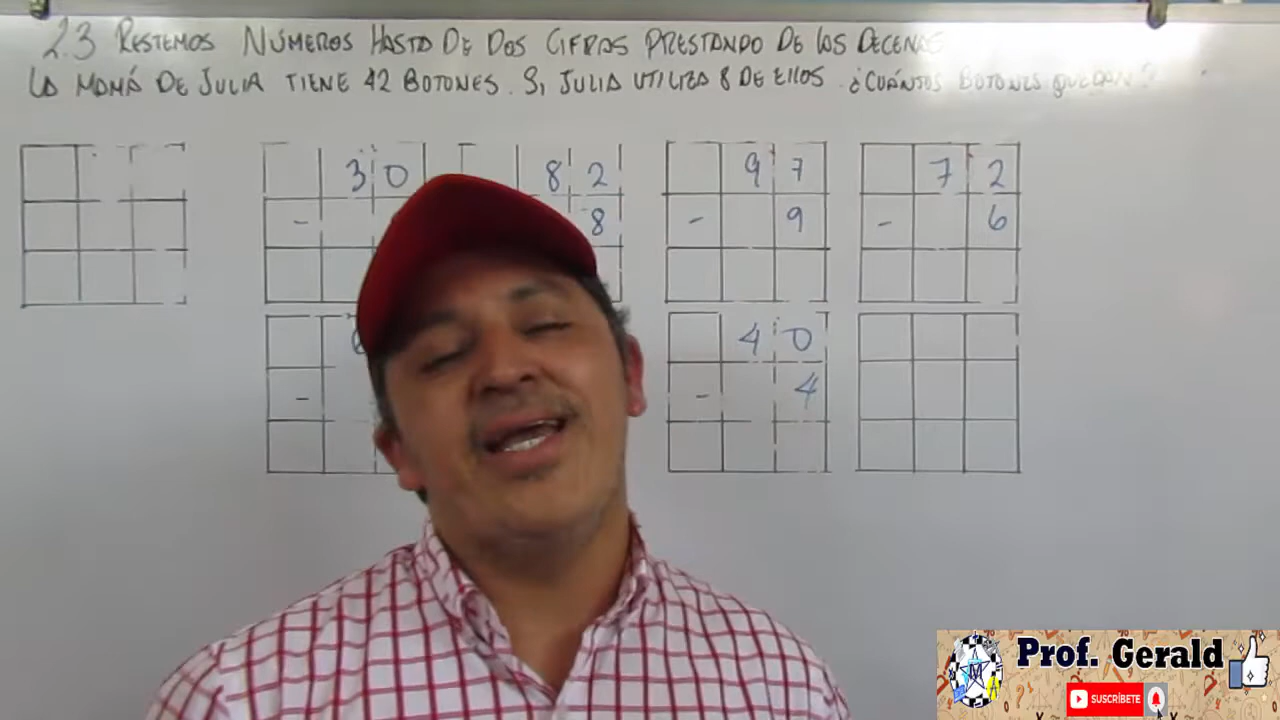 2.3 RESTEMOS NÚMEROS HASTA DE DOS CIFRAS PRESTANDO DE LAS DECENAS
LA MAMÁ DE JULIA TIENE 42 BOTONES. SI JULIA UTILIZA 8 DE ELLOS. ¿CUÁNTOS BOTONES QUEDAN?
30 82 97 72
- 8 - 9 - 6
40
- - 4
Prof. Gerald
SUSCRÍBETE